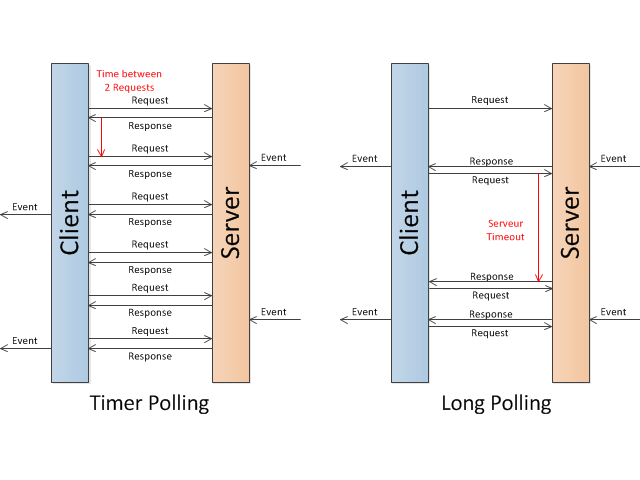 Time between
2 Requests
Request
Response
Request
Response
Request
Response
Request
Response
Request
Response
Request
Response
Event
Event
Event
Event
Client
Server
Timer Polling
Request
Response
Request
Serveur
Timeout
Response
Request
Response
Request
Event
Event
Event
Event
Client
Server
Long Polling